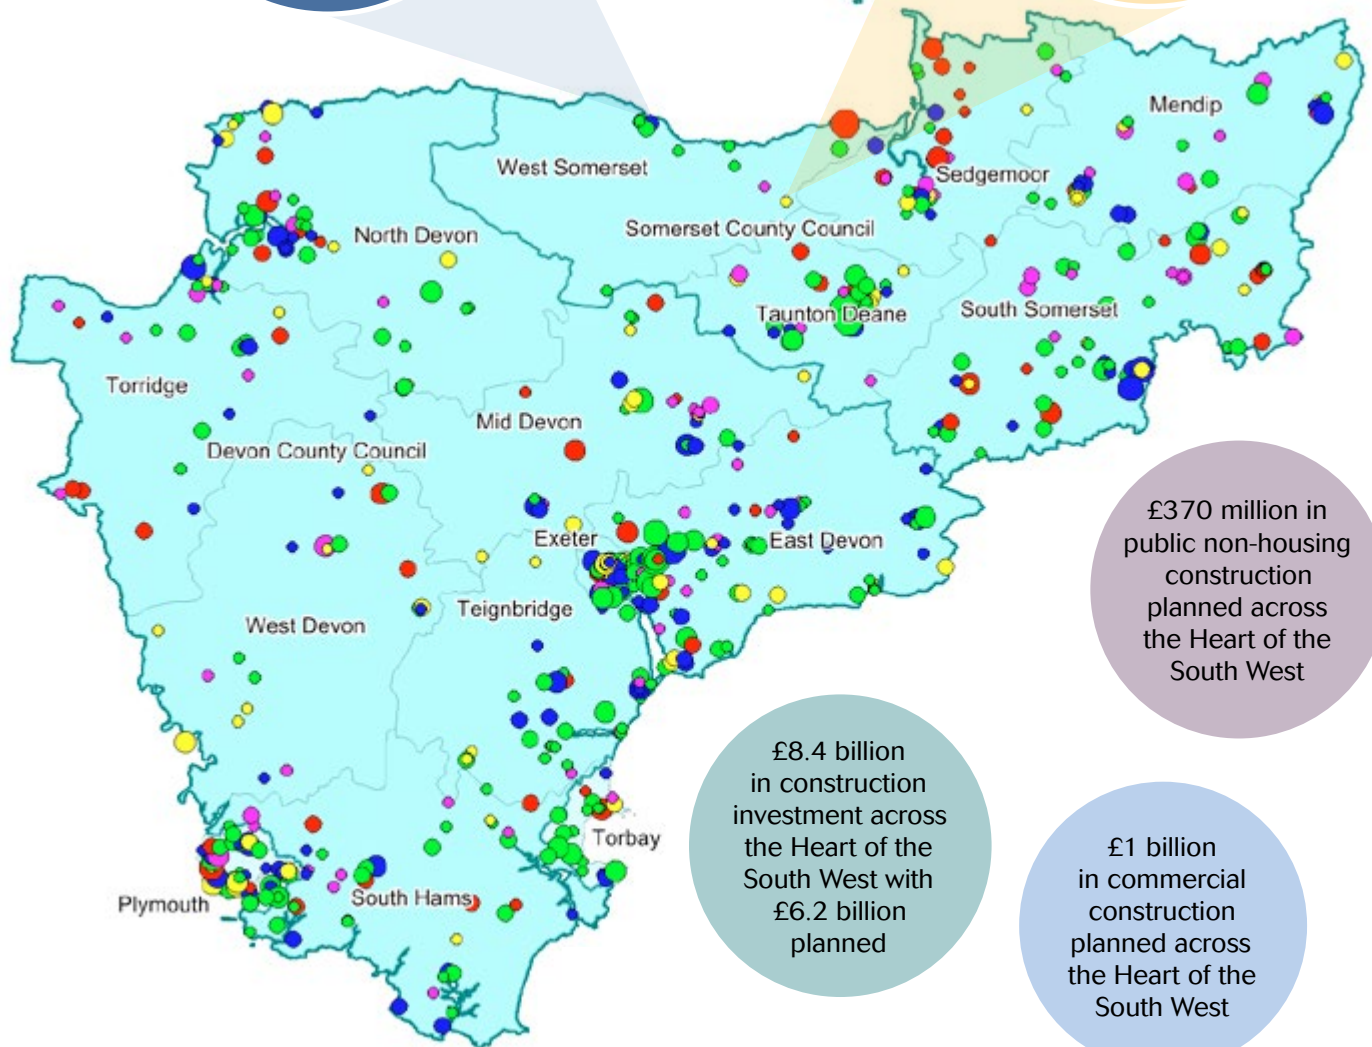 Mendip
West Somerset
Sedgemoor
Somerset County Council
North Devon
Taunton Deane
South Somerset
Torridge
Mid Devon
Devon County Council
Exeter
East Devon
Teignbridge
West Devon
Torbay
South Hams
Plymouth
£370 million in
public non-housing
construction
planned across
the Heart of the
South West
£8.4 billion
in construction
investment across
the Heart of the
South West with
£6.2 billion
planned
£1 billion
in commercial
construction
planned across
the Heart of the
South West